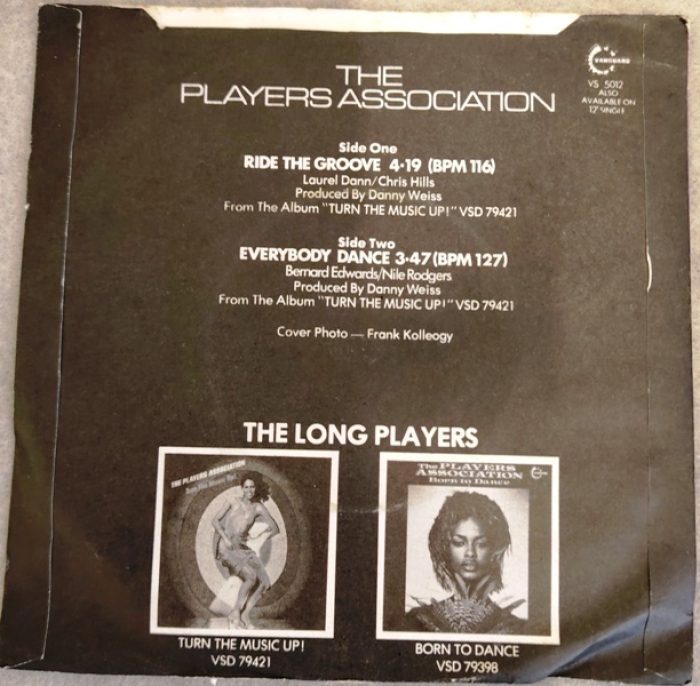 THE
PLAYERS ASSOCIATION
VANGUARD
VS 5012
ALSO
AVAILABLE ON
12" SINGLE
Side One
RIDE THE GROOVE 4·19 (BPM 116)
Laurel Dann/Chris Hills
Produced By Danny Weiss
From The Album "TURN THE MUSIC UP!" VSD 79421
Side Two
EVERYBODY DANCE 3·47 (BPM 127)
Bernard Edwards/Nile Rodgers
Produced By Danny Weiss
From The Album "TURN THE MUSIC UP!" VSD 79421
Cover Photo — Frank Kolleogy
THE LONG PLAYERS
THE PLAYERS ASSOCIATION
Turn The Music Up!
The PLAYERS
ASSOCIATION
Born to Dance
TURN THE MUSIC UP!
VSD 79421
BORN TO DANCE
VSD 79398